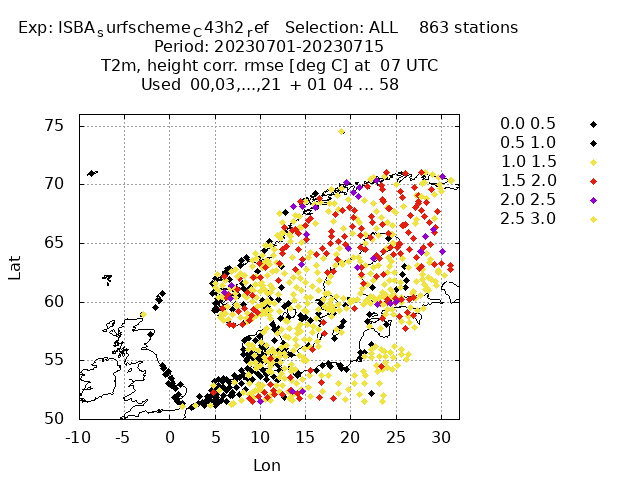 Exp: ISBAsurfschemeC43h2ref Selection: ALL 863 stations
Period: 20230701-20230715
T2m, height corr. rmse [deg C] at 07 UTC
Used 00,03,...,21 + 01 04 ... 58
0.0 0.5
0.5 1.0
1.0 1.5
1.5 2.0
2.0 2.5
2.5 3.0
75
70
65
60
55
50
Lat
-10 -5 0 5 10 15 20 25 30
Lon